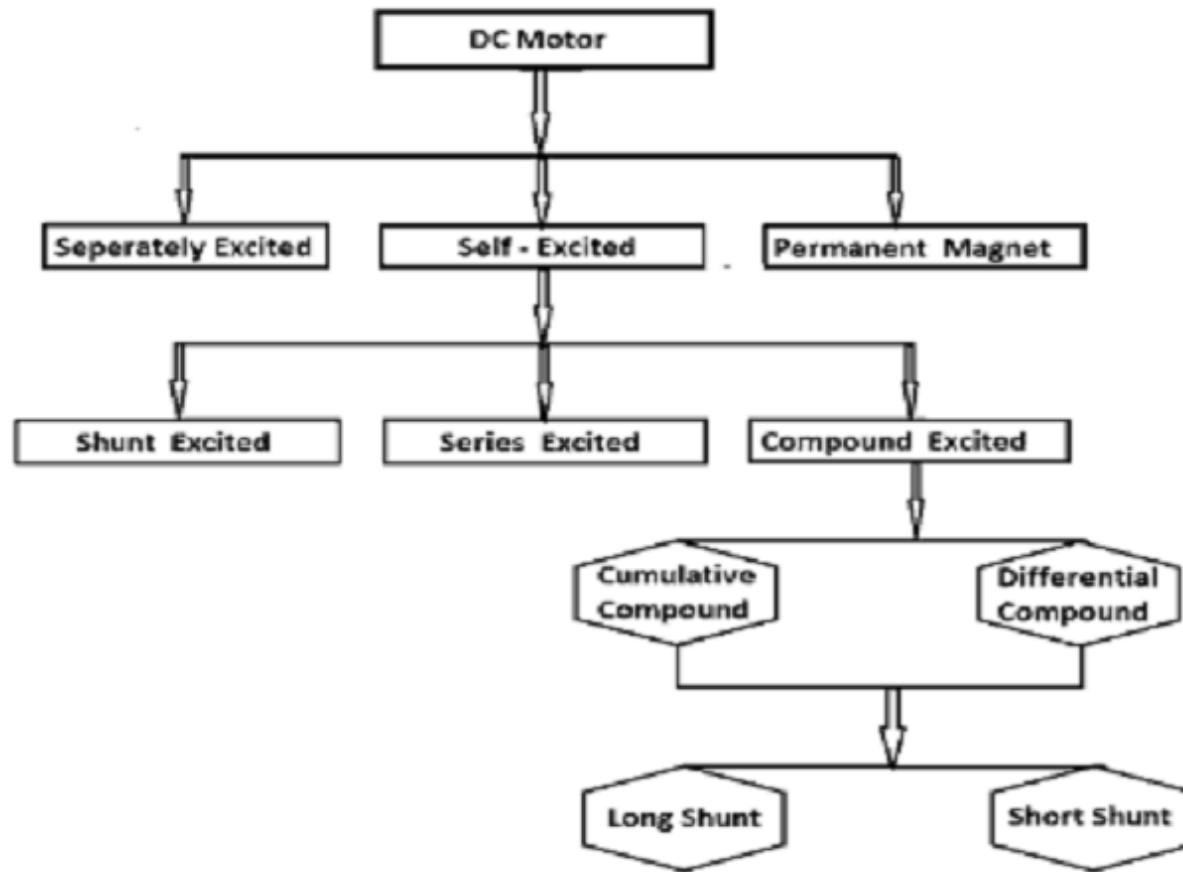 DC Motor
Seperately Excited
Self - Excited
Permanent Magnet
Shunt Excited
Series Excited
Compound Excited
Cumulative
Compound
Differential
Compound
Long Shunt
Short Shunt